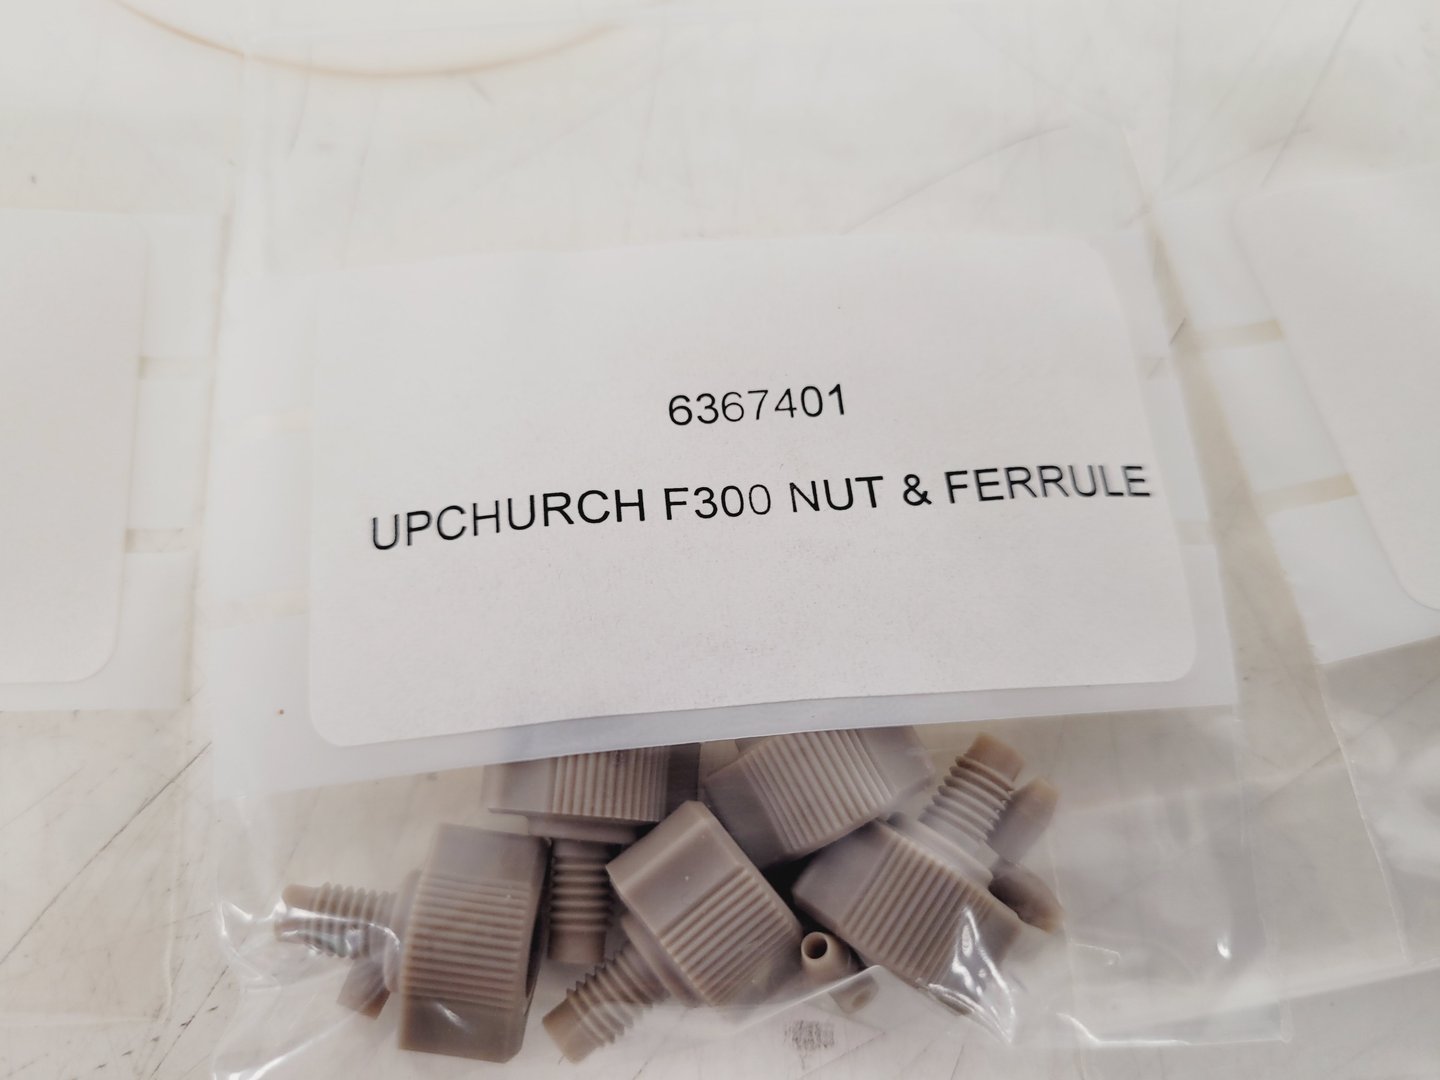 6367401
UPCHURCH F300 NUT & FERRULE